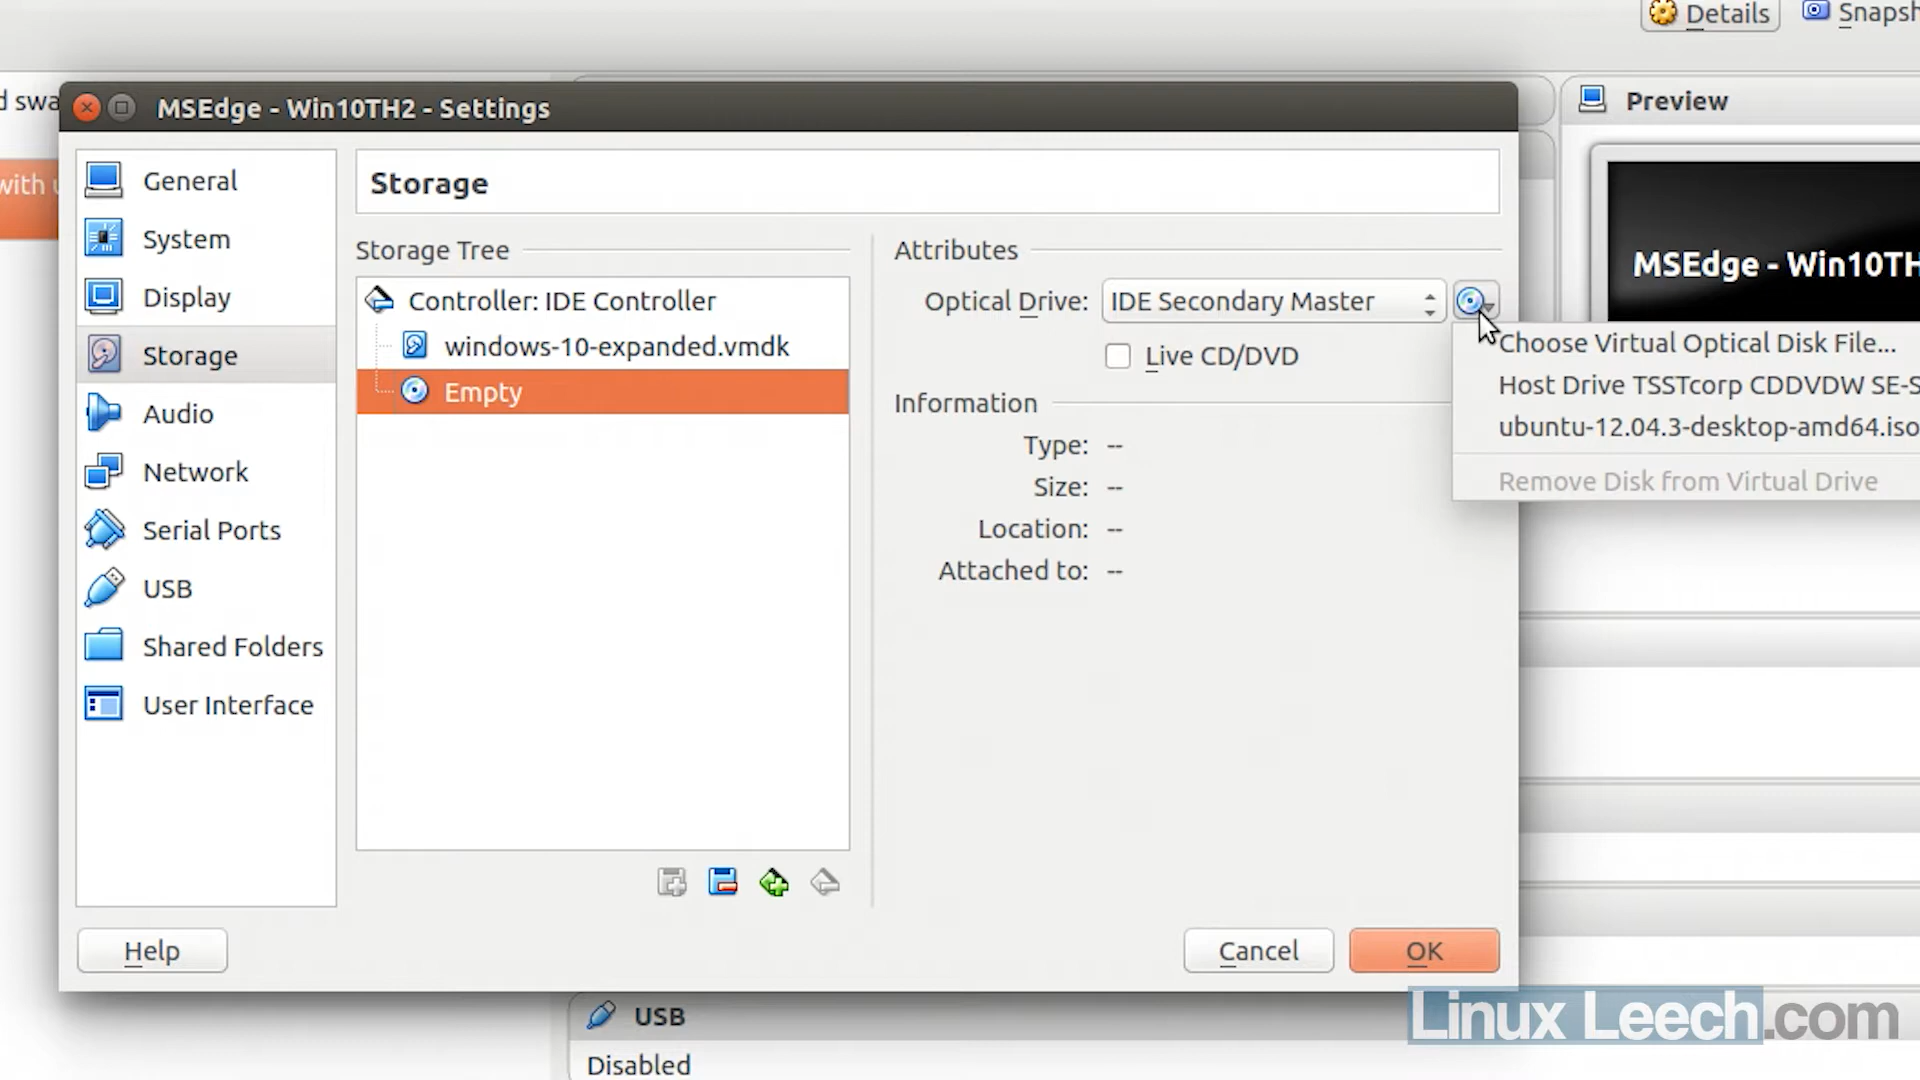 Details
MSEdge - Win10TH2 - Settings
Preview
General
System
Display
Storage
Audio
Network
Serial Ports
USB
Shared Folders
User Interface
Storage
Storage Tree
Controller: IDE Controller
windows-10-expanded.vmdk
Empty
Attributes
Optical Drive: IDE Secondary Master
Live CD/DVD
Information
Type: --
Size: --
Location: --
Attached to: --
MSEdge - Win10TH
Choose Virtual Optical Disk File...
Host Drive TSSTcorp CDDVDW SE-S
ubuntu-12.04.3-desktop-amd64.iso
Remove Disk from Virtual Drive
with
Help
Cancel
OK
USB
Disabled
Linux Leech.com